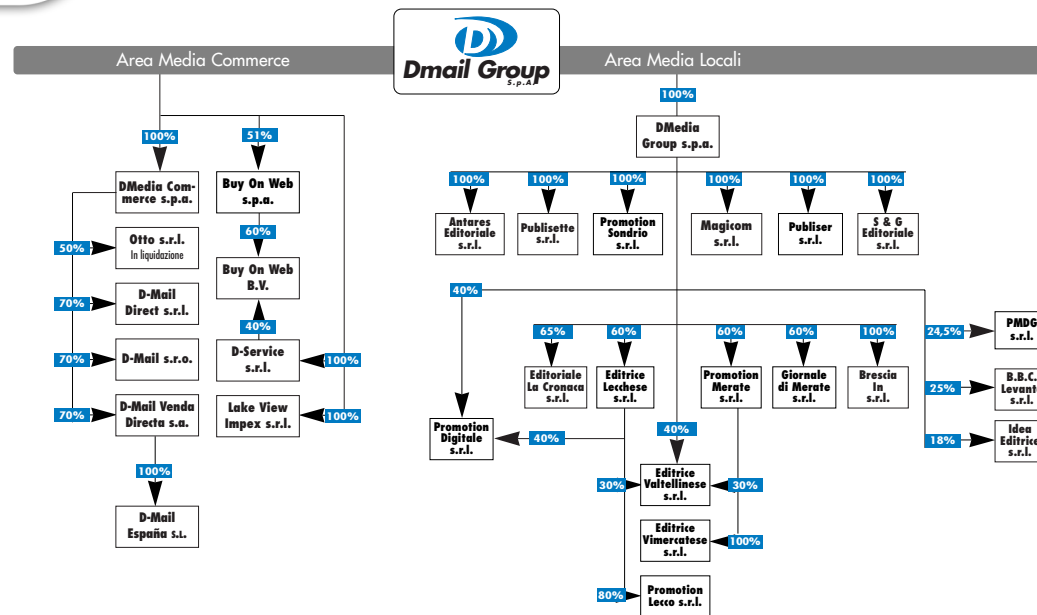 Area Media Commerce
D
Dmail Group
S.p.A.
Area Media Locali
100%
DMedia
Group s.p.a.
100%
51%
DMedia Com-
merce s.p.a.
Buy On Web
s.p.a.
100%
100%
100%
100%
100%
100%
Antares
Editoriale
s.r.l.
Publisette
s.r.l.
Promotion
Sondrio
s.r.l.
Magicom
s.r.l.
Publiser
s.r.l.
S & G
Editoriale
s.r.l.
50%
Otto s.r.l.
In liquidazione
60%
Buy On Web
B.V.
70%
D-Mail
Direct s.r.l.
40%
70%
D-Mail s.r.o.
D-Service
s.r.l.
100%
70%
D-Mail Venda
Directa s.a.
Lake View
Impex s.r.l.
100%
100%
D-Mail
España s.l.
40%
24,5%
PMDG
s.r.l.
65%
60%
60%
60%
100%
Editoriale
La Cronaca
s.r.l.
Editrice
Lecchese
s.r.l.
Promotion
Merate
s.r.l.
Giornale
di Merate
s.r.l.
Brescia
In
s.r.l.
25%
B.B.C.
Levante
s.r.l.
Promotion
Digitale
s.r.l.
40%
40%
18%
Idea
Editrice
s.r.l.
30%
Editrice
Valtellinese
s.r.l.
30%
Editrice
Vimercatese
s.r.l.
100%
80%
Promotion
Lecco s.r.l.